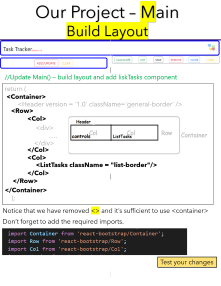 Our Project – Main
Build Layout
Task Tracker
//Update Main() – build layout and add liskTasks component
return (
<Container>
<Header version = '1.0' className= 'general-border' />
<Row>
<Col>
<div>
...
</div>
</Col>
<Col>
<ListTasks className = "list-border"/>
</Col>
</Row>
</Container>
)
Header
Col
controls
Col
ListTasks
Row
Container
Notice that we have removed <> and it's sufficient to use <container>
Don't forget to add the required imports.
import Container from 'react-bootstrap/Container';
import Row from 'react-bootstrap/Row';
import Col from 'react-bootstrap/Col';
Test your changes